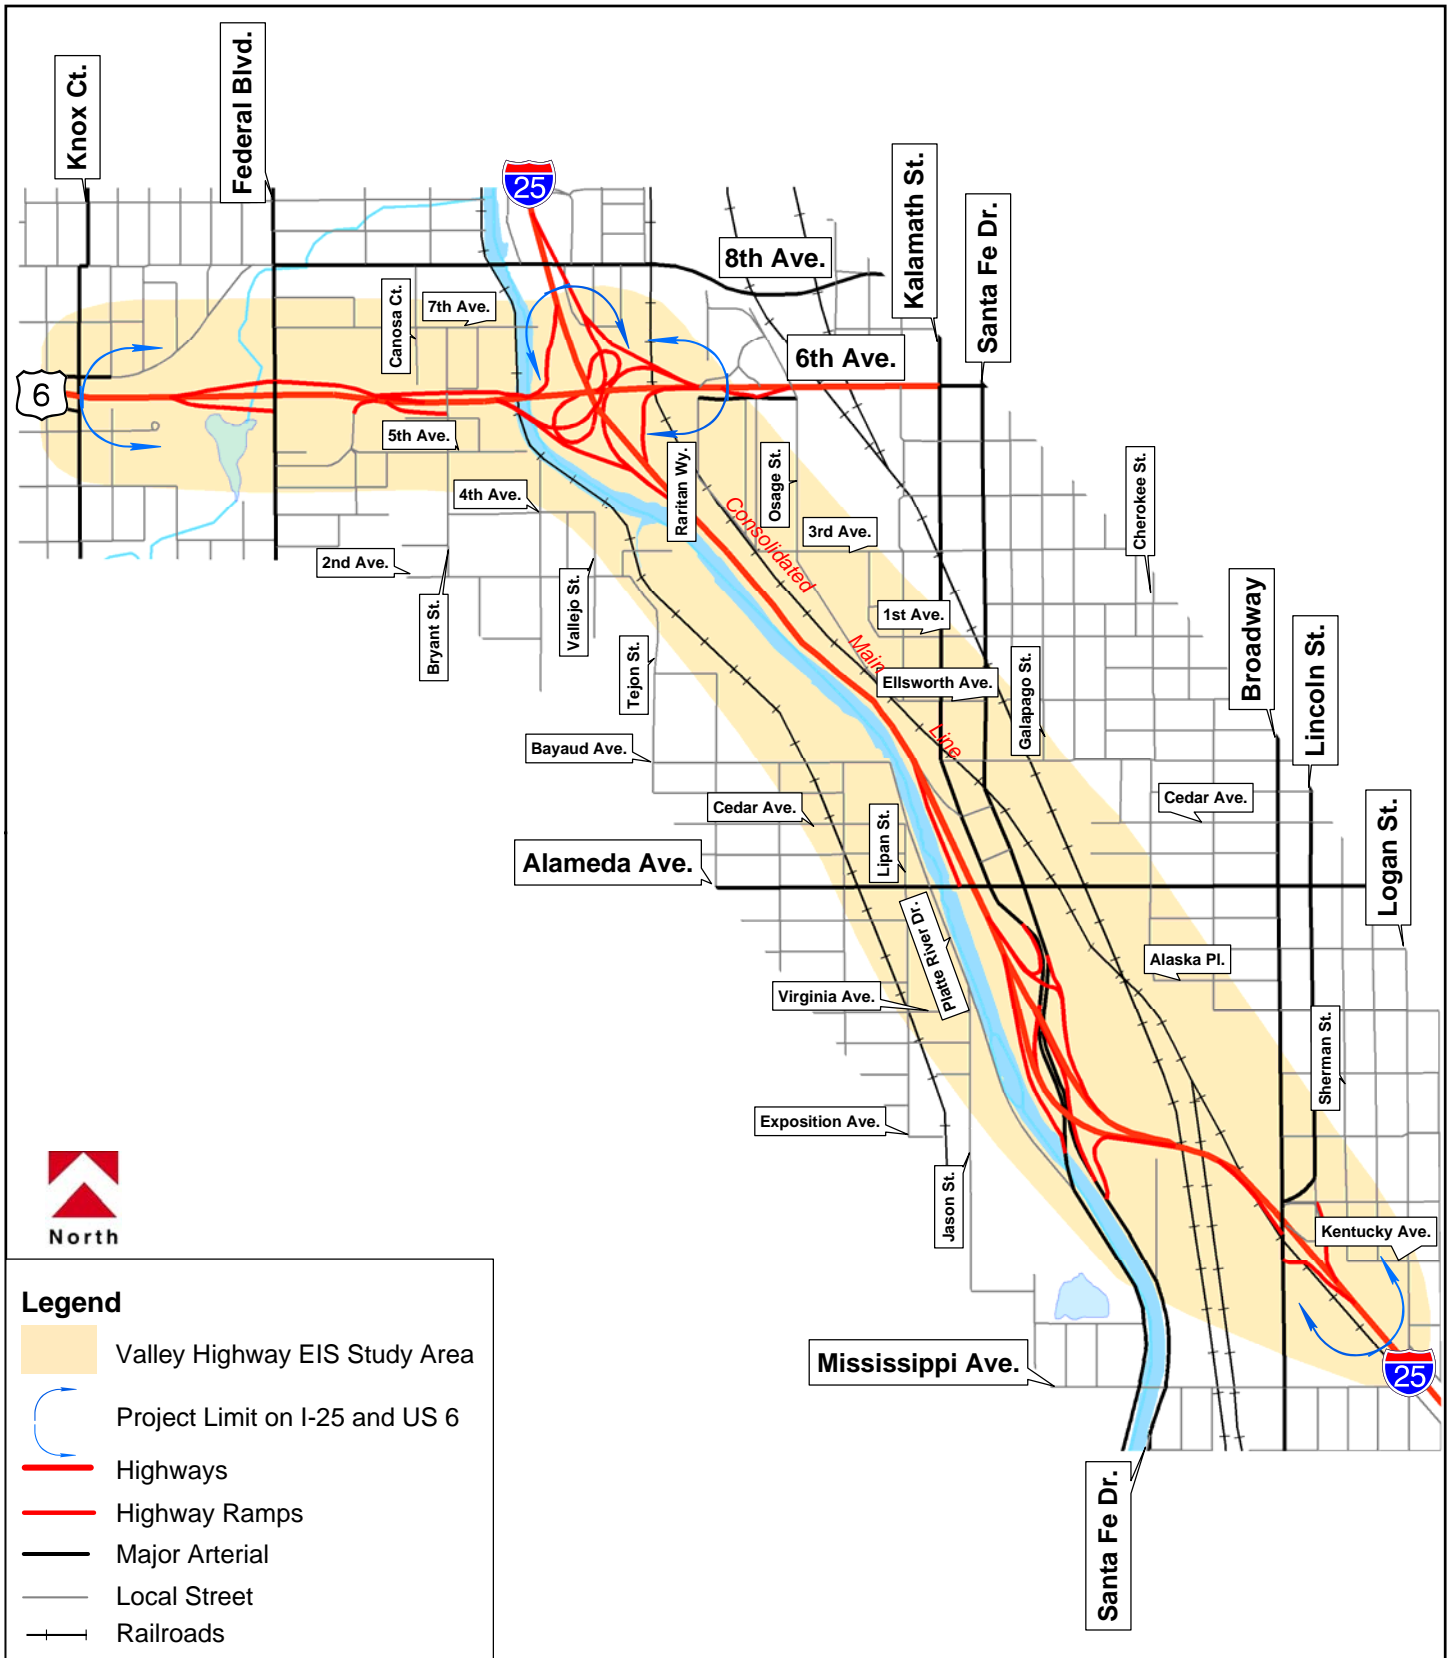 Knox Ct.
Federal Blvd.
25
Kalamath St.
Santa Fe Dr.
8th Ave.
Canosa Ct.
7th Ave.
6th Ave.
6
5th Ave.
4th Ave.
Raritan Wy.
Osage St.
Cherokee St.
Consolidated
3rd Ave.
2nd Ave.
Bryant St.
Vallejo St.
1st Ave.
Tejon St.
Main
Ellsworth Ave.
Galapago St.
Broadway
Lincoln St.
Line
Bayaud Ave.
Cedar Ave.
Cedar Ave.
Lipan St.
Alameda Ave.
Logan St.
Platte River Dr.
Alaska Pl.
Virginia Ave.
Sherman St.
Exposition Ave.
Jason St.
North
Kentucky Ave.
Mississippi Ave.
25
Santa Fe Dr.
Legend
Valley Highway EIS Study Area
Project Limit on I-25 and US 6
Highways
Highway Ramps
Major Arterial
Local Street
Railroads